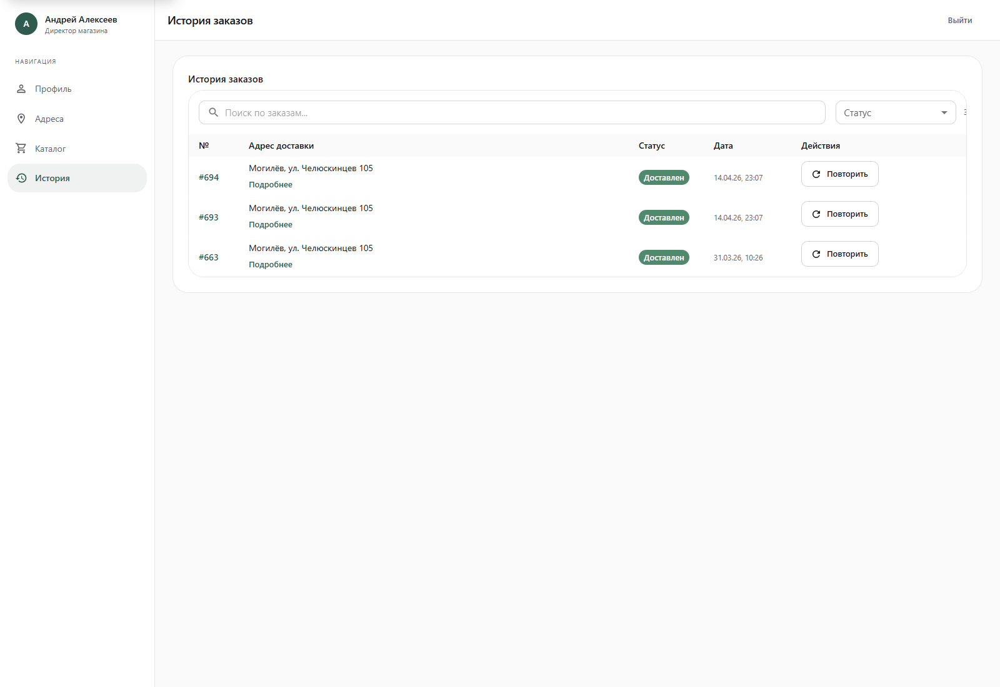 А
Андрей Алексеев
Директор магазина
НАВИГАЦИЯ
Профиль
Адреса
Каталог
История
История заказов
Выйти
История заказов
Поиск по заказам...
Статус
№ Адрес доставки Статус Дата Действия
#694 Могилёв, ул. Челюскинцев 105 Доставлен 14.04.26, 23:07 Повторить
Подробнее
#693 Могилёв, ул. Челюскинцев 105 Доставлен 14.04.26, 23:07 Повторить
Подробнее
#663 Могилёв, ул. Челюскинцев 105 Доставлен 31.03.26, 10:26 Повторить
Подробнее